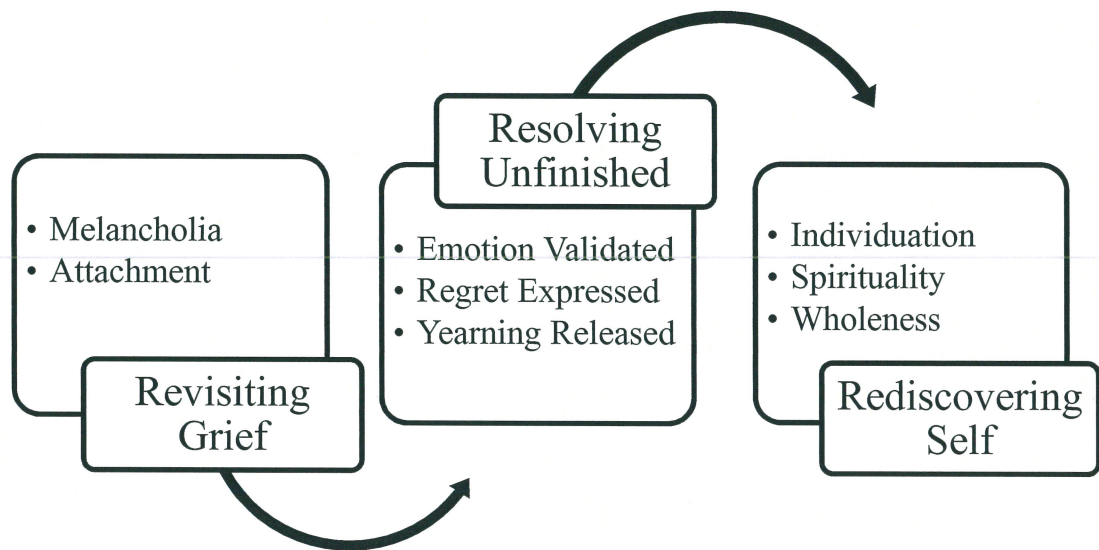 • Melancholia
• Attachment
Revisiting
Grief
Resolving
Unfinished
• Emotion Validated
• Regret Expressed
• Yearning Released
• Individuation
• Spirituality
• Wholeness
Rediscovering
Self